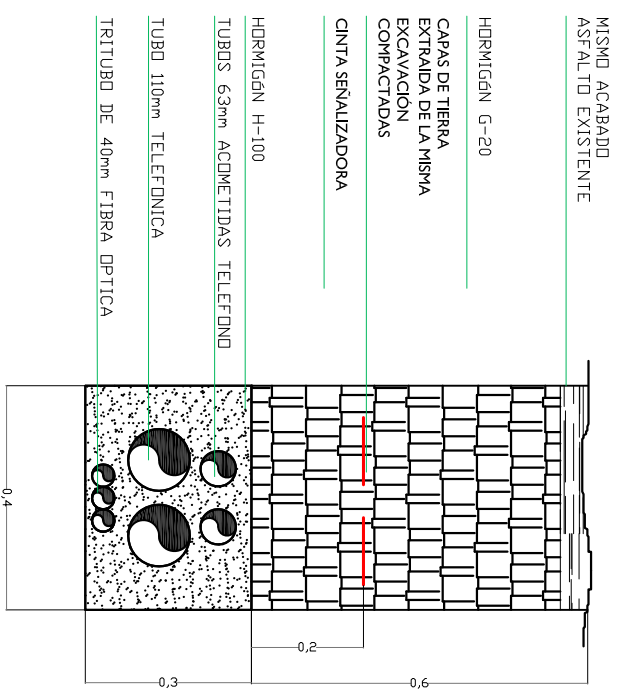 MISMO ACABADO
ASFALTO EXISTENTE
HORMIGóN G-20
CAPAS DE TIERRA
EXTRAIDA DE LA MISMA
EXCAVACIÓN
COMPACTADAS
CINTA SEÑALIZADORA
HORMIGóN H-100
TUBOS 63mm ACOMETIDAS TELEFONO
TUBO 110mm TELEFONICA
TRITUBO DE 40mm FIBRA OPTICA
0,4
0,2
0,3
0,6